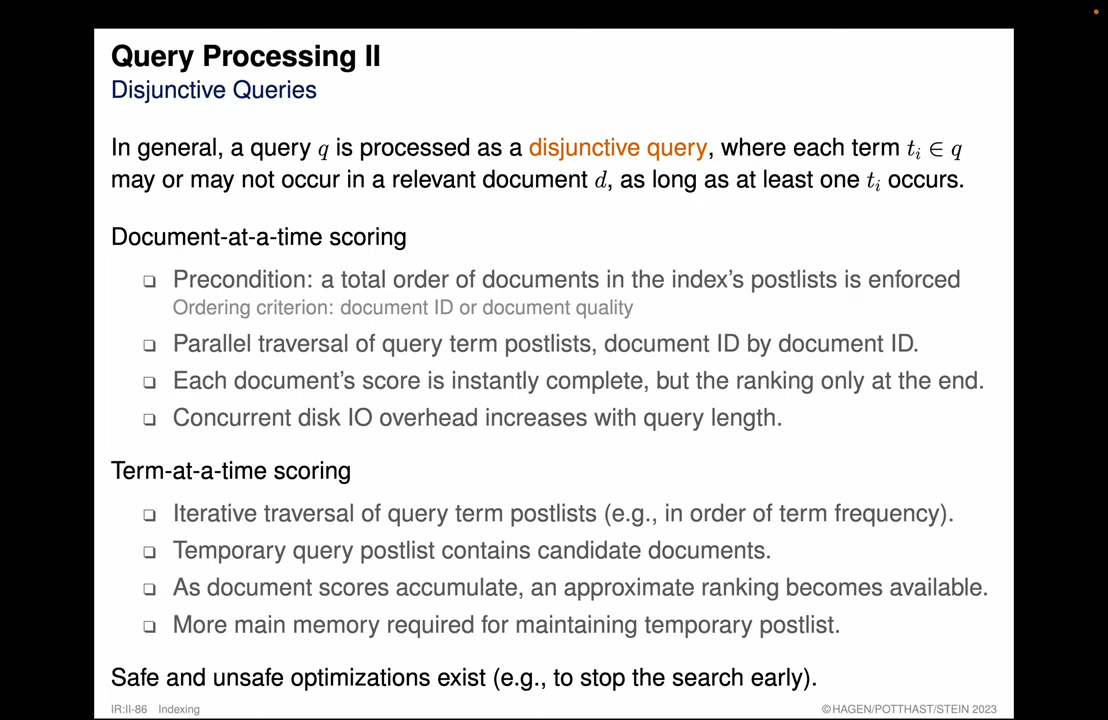 Query Processing II
Disjunctive Queries
In general, a query q is processed as a disjunctive query, where each term tᵢ ∈ q
may or may not occur in a relevant document d, as long as at least one tᵢ occurs.
Document-at-a-time scoring
❑ Precondition: a total order of documents in the index's postlists is enforced
Ordering criterion: document ID or document quality
❑ Parallel traversal of query term postlists, document ID by document ID.
❑ Each document's score is instantly complete, but the ranking only at the end.
❑ Concurrent disk IO overhead increases with query length.
Term-at-a-time scoring
❑ Iterative traversal of query term postlists (e.g., in order of term frequency).
❑ Temporary query postlist contains candidate documents.
❑ As document scores accumulate, an approximate ranking becomes available.
❑ More main memory required for maintaining temporary postlist.
Safe and unsafe optimizations exist (e.g., to stop the search early).
IR:II-86 Indexing ©HAGEN/POTTHAST/STEIN 2023